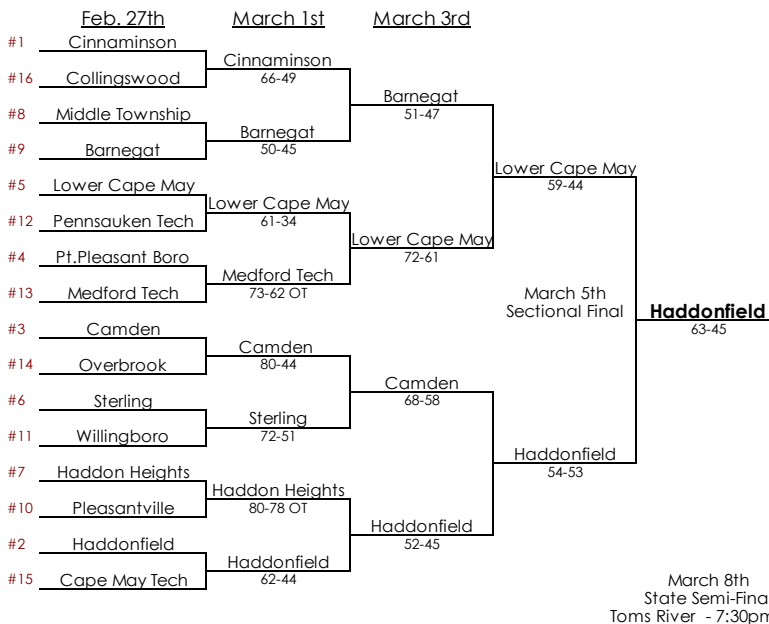 Feb. 27th March 1st March 3rd
#1 Cinnaminson
Cinnaminson
66-49
#16 Collingswood
Barnegat
51-47
#8 Middle Township
Barnegat
50-45
#9 Barnegat
Lower Cape May
59-44
#5 Lower Cape May
Lower Cape May
61-34
#12 Pennsauken Tech
Lower Cape May
72-61
#4 Pt.Pleasant Boro
Medford Tech
73-62 OT
#13 Medford Tech
March 5th
Sectional Final
Haddonfield
63-45
#3 Camden
Camden
80-44
#14 Overbrook
Camden
68-58
#6 Sterling
Sterling
72-51
#11 Willingboro
Haddonfield
54-53
#7 Haddon Heights
Haddon Heights
80-78 OT
#10 Pleasantville
Haddonfield
52-45
#2 Haddonfield
Haddonfield
62-44
#15 Cape May Tech
March 8th
State Semi-Fina
Toms River - 7:30pm